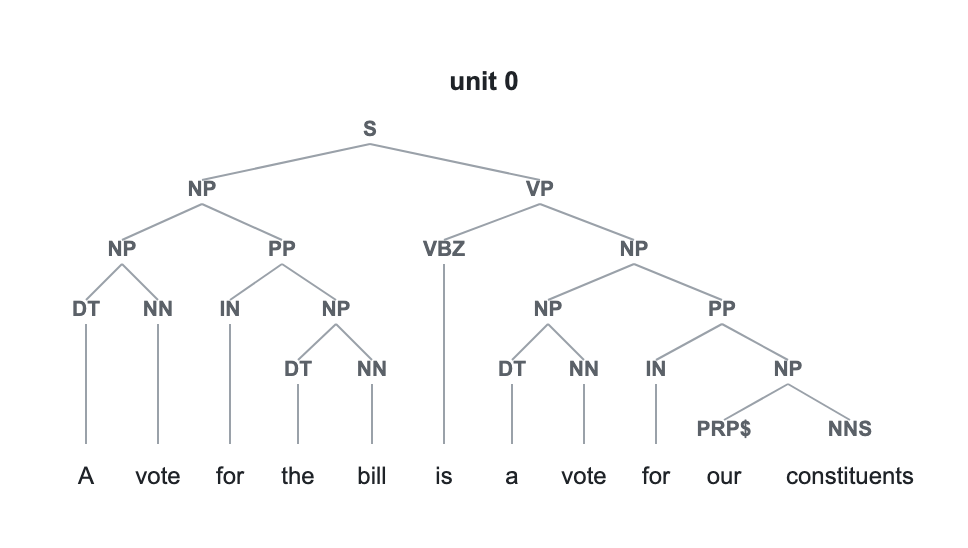 unit 0
S
NP VP
NP PP VBZ NP
DT NN IN NP NP PP
DT NN DT NN IN NP
PRP$ NNS
A vote for the bill is a vote for our constituents